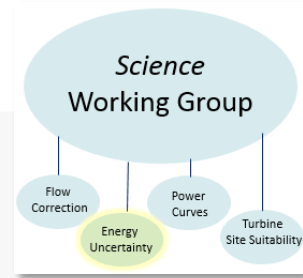 Science
Working Group
Flow
Correction
Energy
Uncertainty
Power
Curves
Turbine
Site Suitability